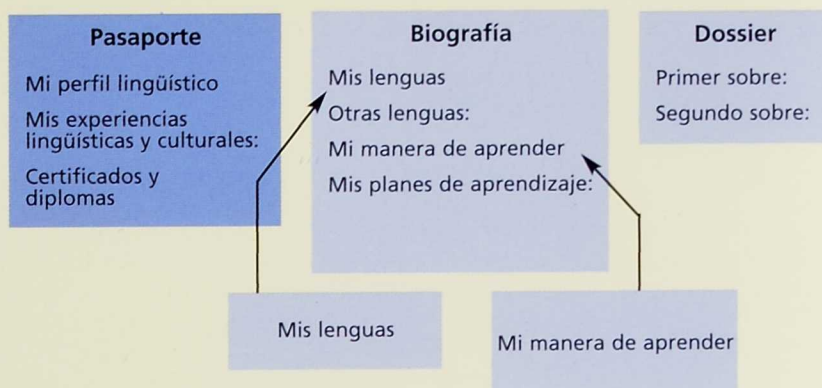 Pasaporte
Mi perfil lingüístico
Mis experiencias
lingüísticas y culturales:
Certificados y
diplomas
Biografía
Mis lenguas
Otras lenguas:
Mi manera de aprender
Mis planes de aprendizaje:
Dossier
Primer sobre:
Segundo sobre:
Mis lenguas
Mi manera de aprender